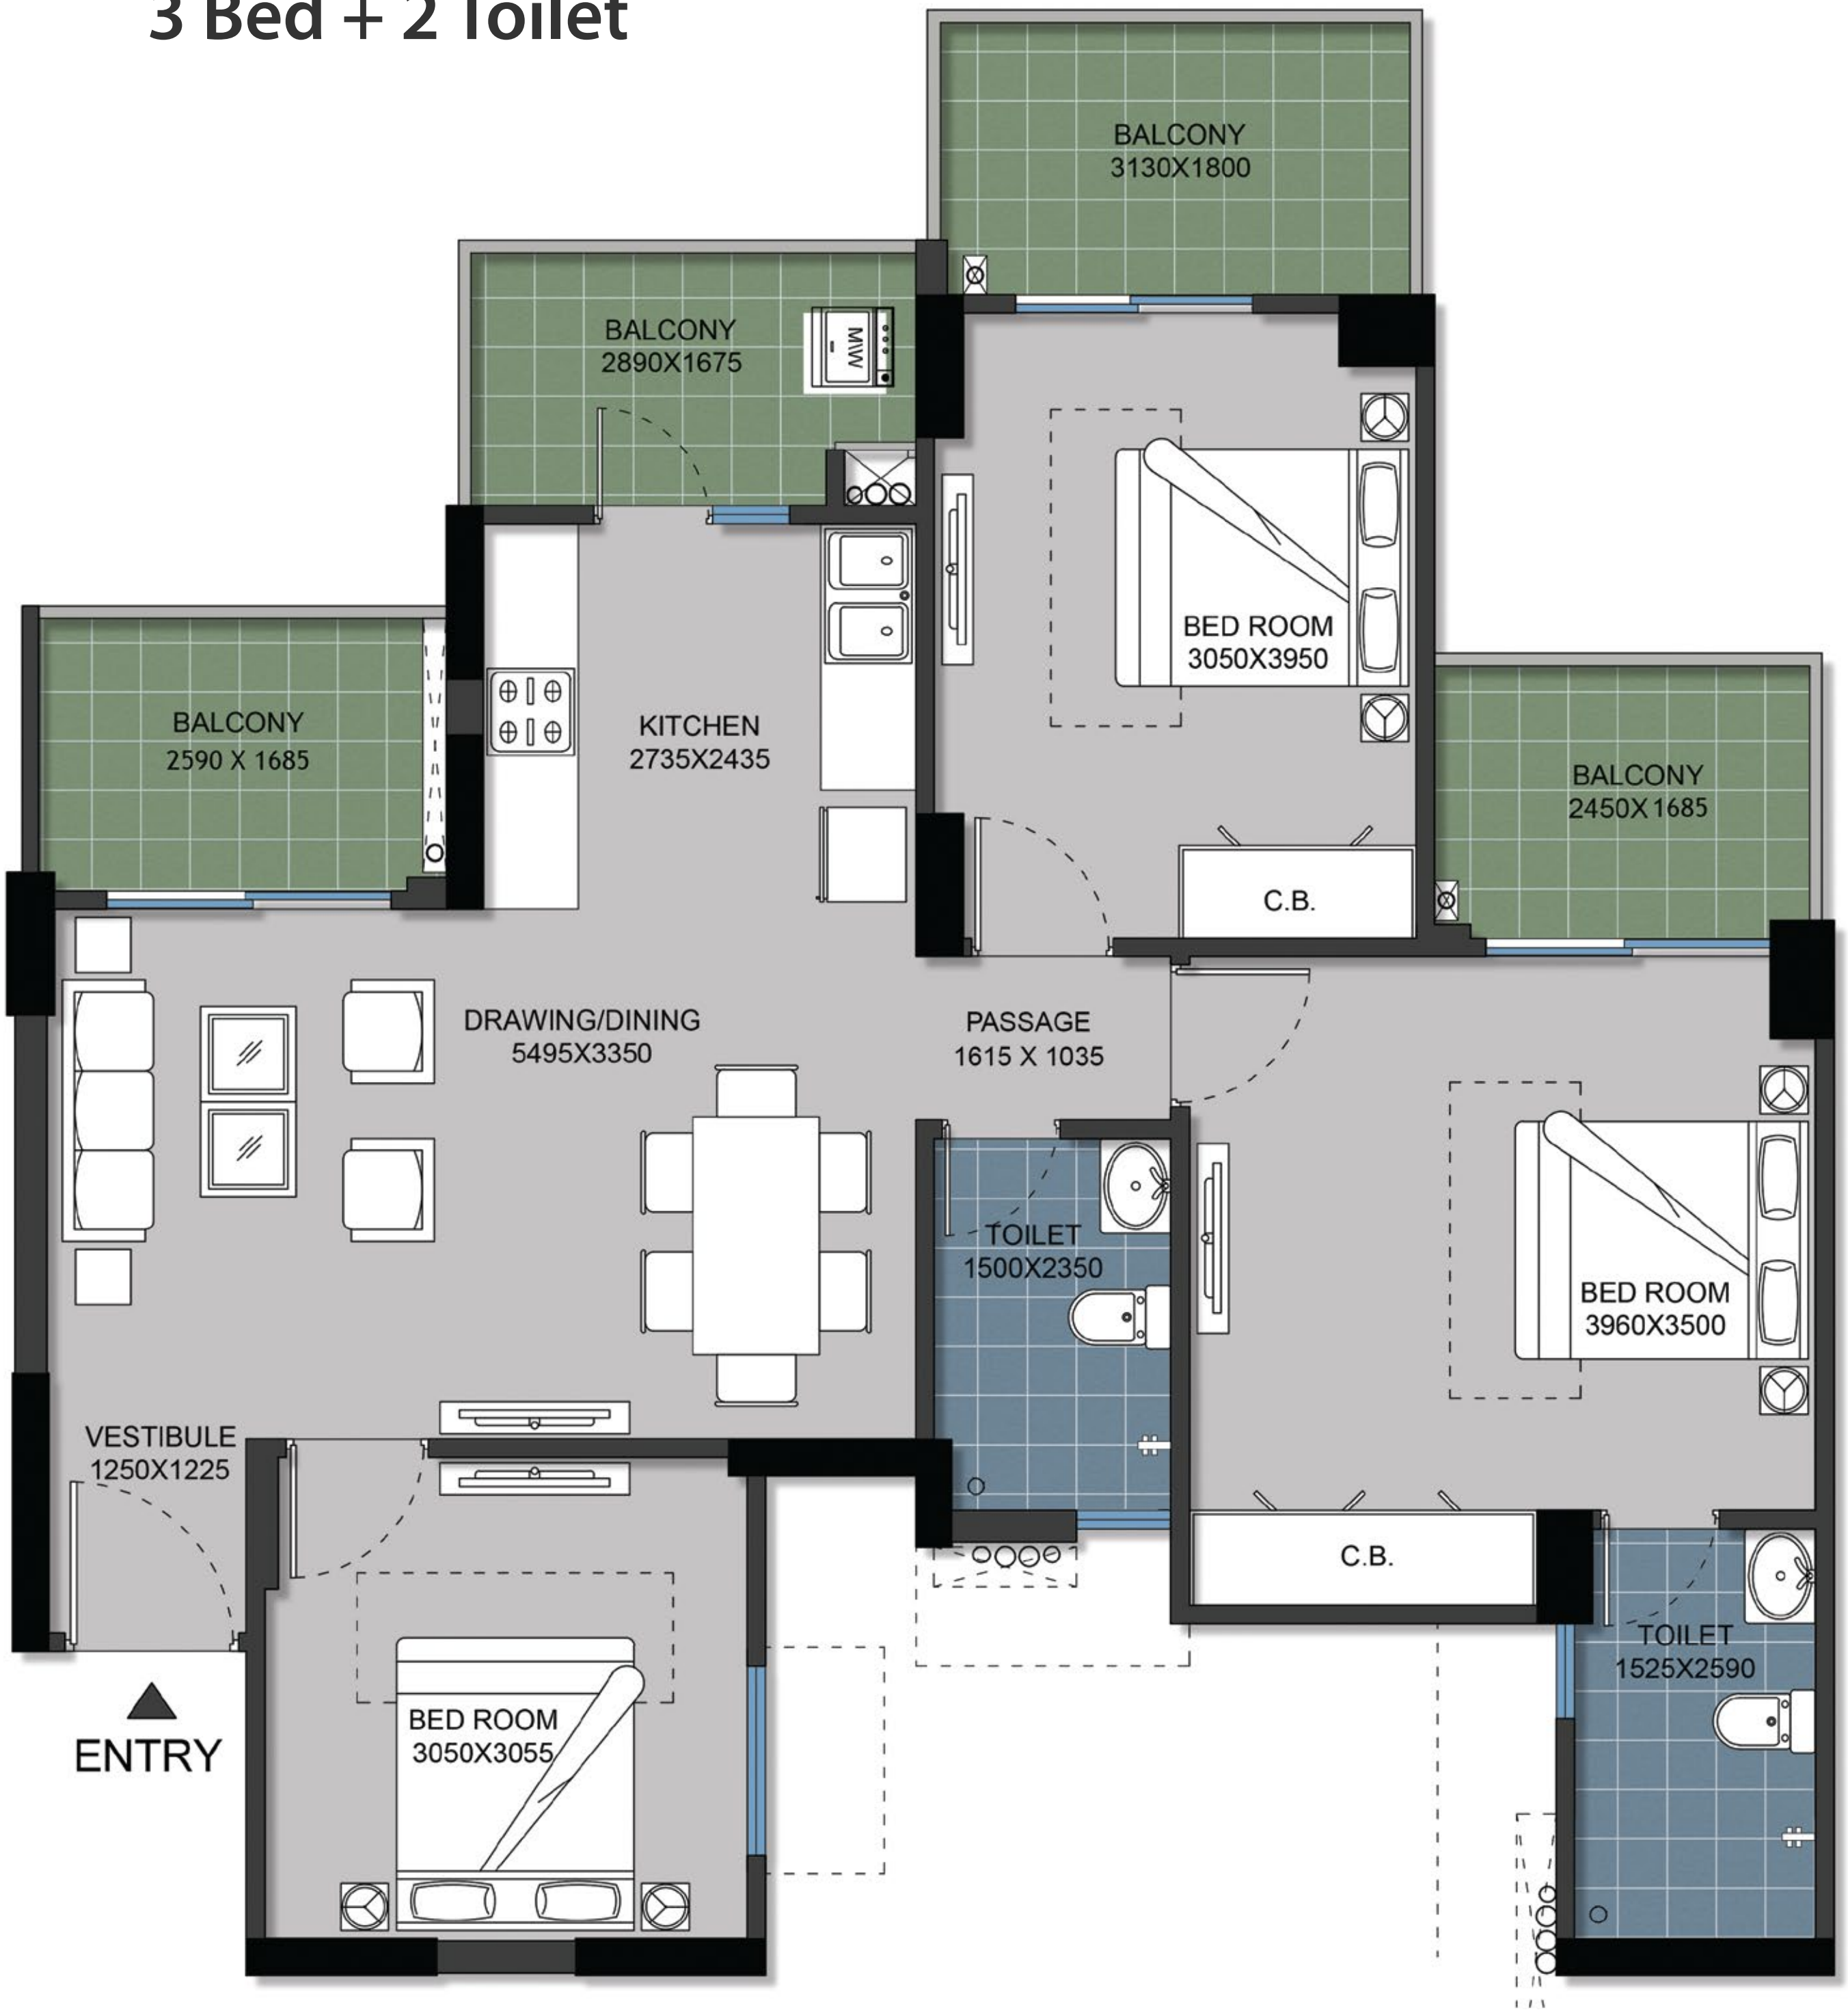 3 Bed + 2 Toilet
BALCONY
3130X1800
BALCONY
2890X1675
MW
BED ROOM
3050X3950
BALCONY
2590 X 1685
KITCHEN
2735X2435
BALCONY
2450X1685
C.B.
DRAWING/DINING
5495X3350
PASSAGE
1615 X 1035
TOILET
1500X2350
BED ROOM
3960X3500
VESTIBULE
1250X1225
C.B.
TOILET
1525X2590
BED ROOM
3050X3055
ENTRY